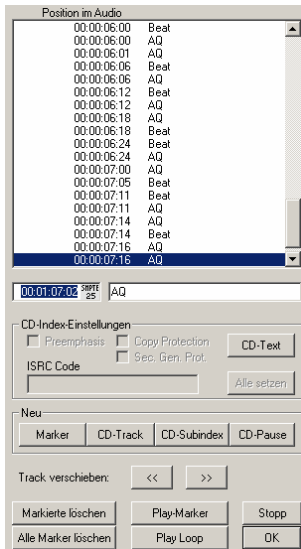 Position im Audio
00:00:06:00 Beat
00:00:06:00 AQ
00:00:06:01 AQ
00:00:06:06 Beat
00:00:06:06 AQ
00:00:06:12 Beat
00:00:06:12 AQ
00:00:06:18 AQ
00:00:06:18 Beat
00:00:06:24 Beat
00:00:06:24 AQ
00:00:07:00 AQ
00:00:07:05 Beat
00:00:07:11 Beat
00:00:07:11 AQ
00:00:07:14 AQ
00:00:07:14 Beat
00:00:07:16 AQ
00:00:07:16 AQ
00:01:07:02 SMPTE 25 AQ
CD-Index-Einstellungen
Preemphasis Copy Protection CD-Text
Sec. Gen. Prot.
ISRC Code
Alle setzen
Neu
Marker CD-Track CD-Subindex CD-Pause
Track verschieben: << >>
Markierte löschen Play-Marker Stopp
Alle Marker löschen Play Loop OK